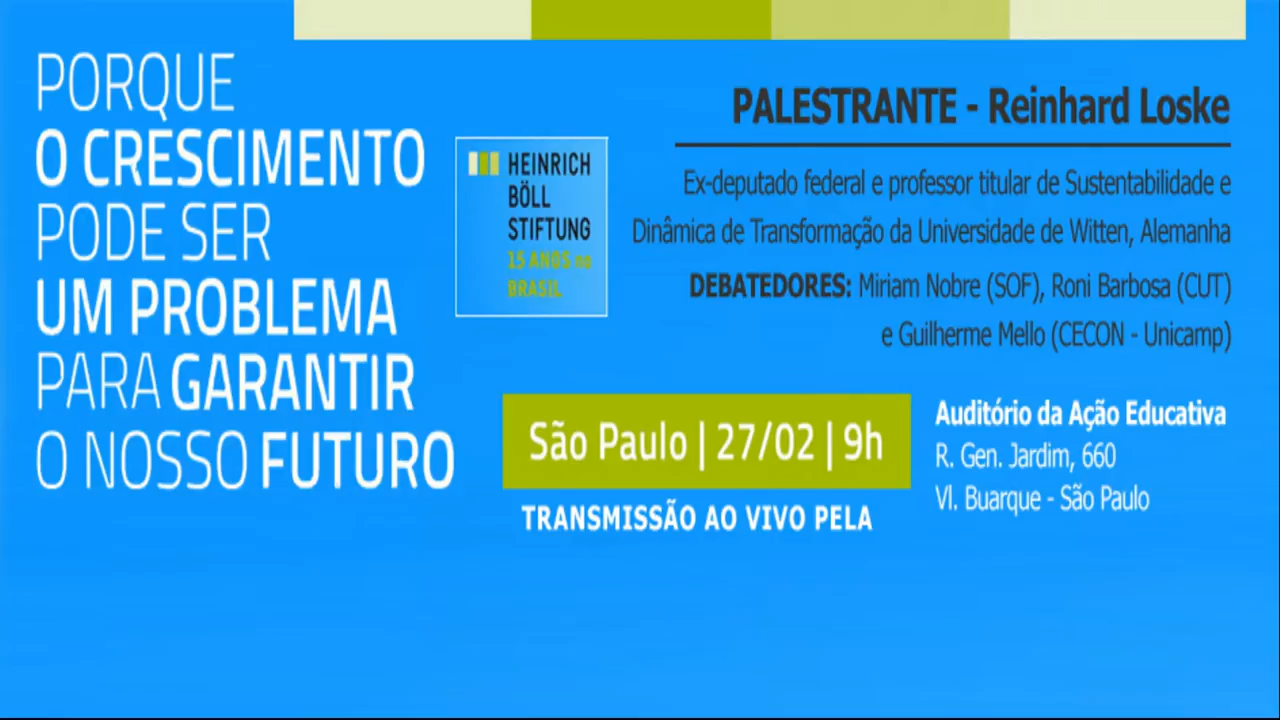 PORQUE
O CRESCIMENTO
PODE SER
UM PROBLEMA
PARA GARANTIR
O NOSSO FUTURO
HEINRICH
BÖLL
STIFTUNG
15 ANOS no
BRASIL
PALESTRANTE - Reinhard Loske
Ex-deputado federal e professor titular de Sustentabilidade e
Dinâmica de Transformação da Universidade de Witten, Alemanha
DEBATEDORES: Miriam Nobre (SOF), Roni Barbosa (CUT)
e Guilherme Mello (CECON - Unicamp)
São Paulo | 27/02 | 9h
TRANSMISSÃO AO VIVO PELA
Auditório da Ação Educativa
R. Gen. Jardim, 660
Vl. Buarque - São Paulo